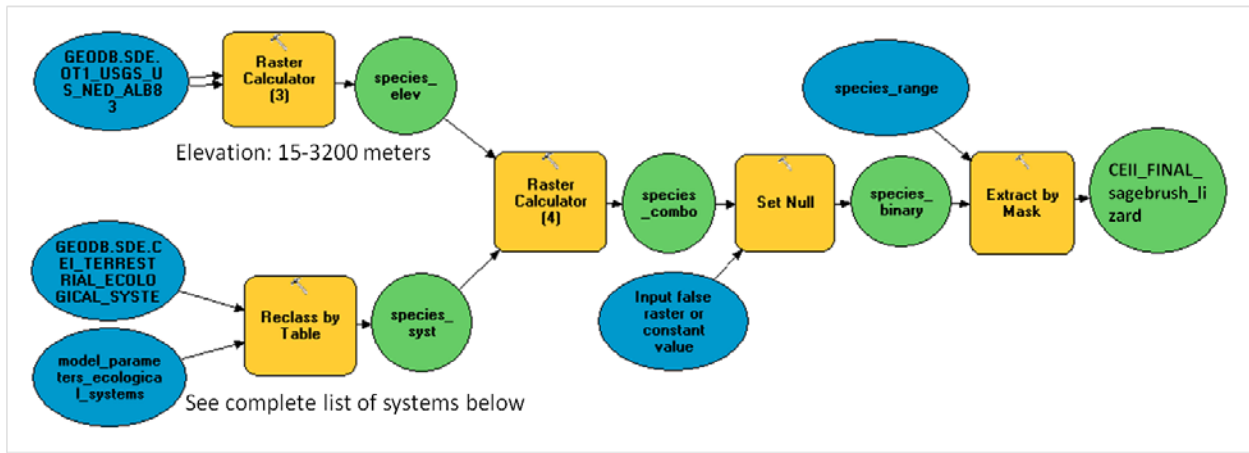 GEODB.SDE.
OT1_USGS_U
S_NED_ALB8
3
Raster
Calculator
(3)
species_
elev
Elevation: 15-3200 meters
species_range
Raster
Calculator
(4)
species
_combo
Set Null
species_
binary
Extract by
Mask
CEII_FINAL_
sagebrush_li
zard
GEODB.SDE.C
EI_TERREST
RIAL_ECOLO
GICAL_SYSTE
Reclass by
Table
species_
syst
Input false
raster or
constant
value
model_parame
ters_ecologica
l_systems
See complete list of systems below